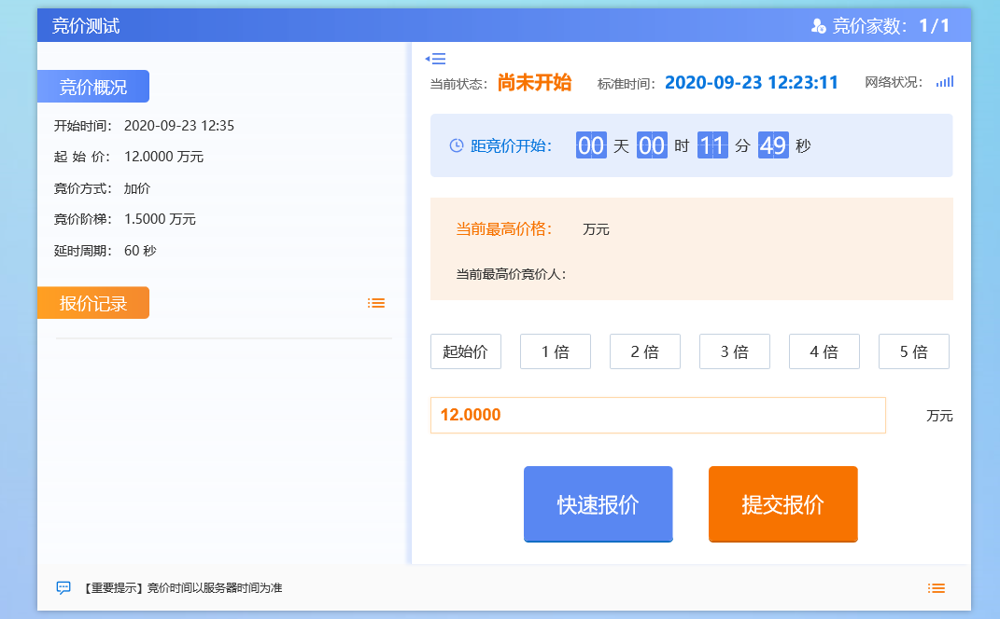 竞价测试
竞价家数：1/1
竞价概况
开始时间： 2020-09-23 12:35
起 始 价： 12.0000 万元
竞价方式： 加价
竞价阶梯： 1.5000 万元
延时周期： 60 秒
报价记录
当前状态：尚未开始 标准时间：2020-09-23 12:23:11 网络状况：
距竞价开始： 00 天 00 时 11 分 49 秒
当前最高价格： 万元
当前最高价竞价人：
起始价 1 倍 2 倍 3 倍 4 倍 5 倍
12.0000 万元
快速报价 提交报价
【重要提示】竞价时间以服务器时间为准